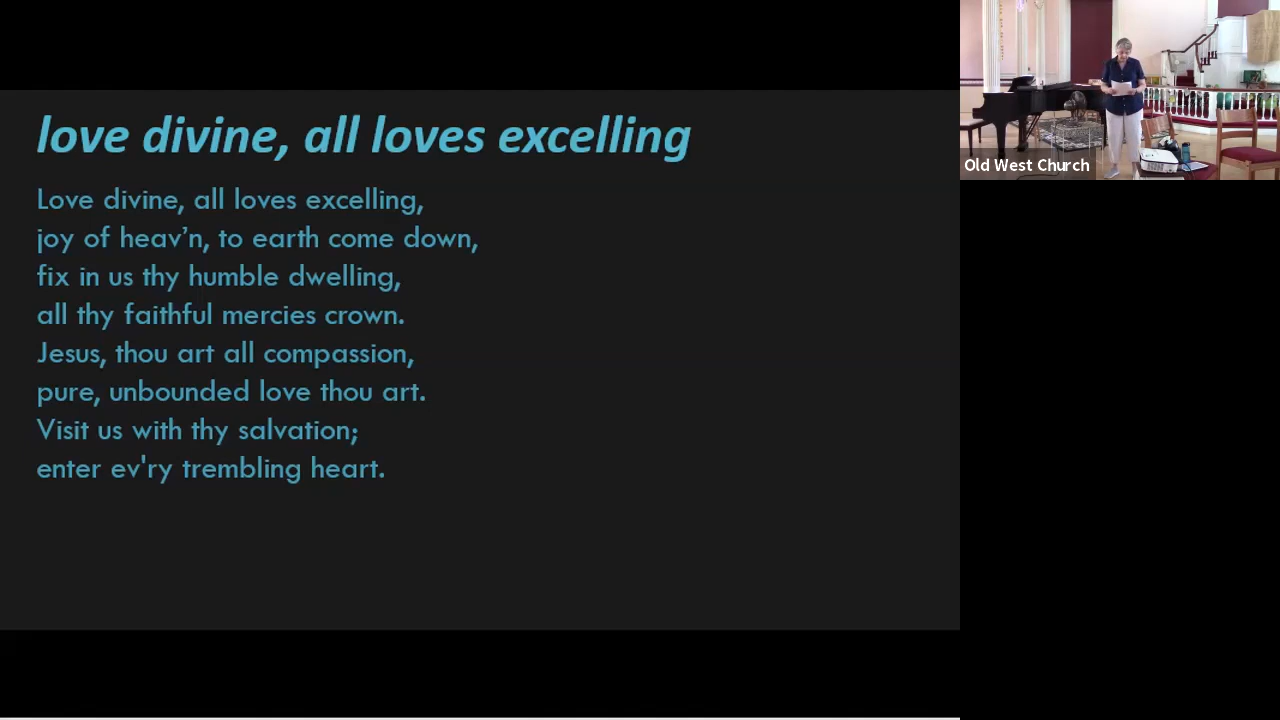 love divine, all loves excelling
Love divine, all loves excelling,
joy of heav’n, to earth come down,
fix in us thy humble dwelling,
all thy faithful mercies crown.
Jesus, thou art all compassion,
pure, unbounded love thou art.
Visit us with thy salvation;
enter ev'ry trembling heart.
Old West Church